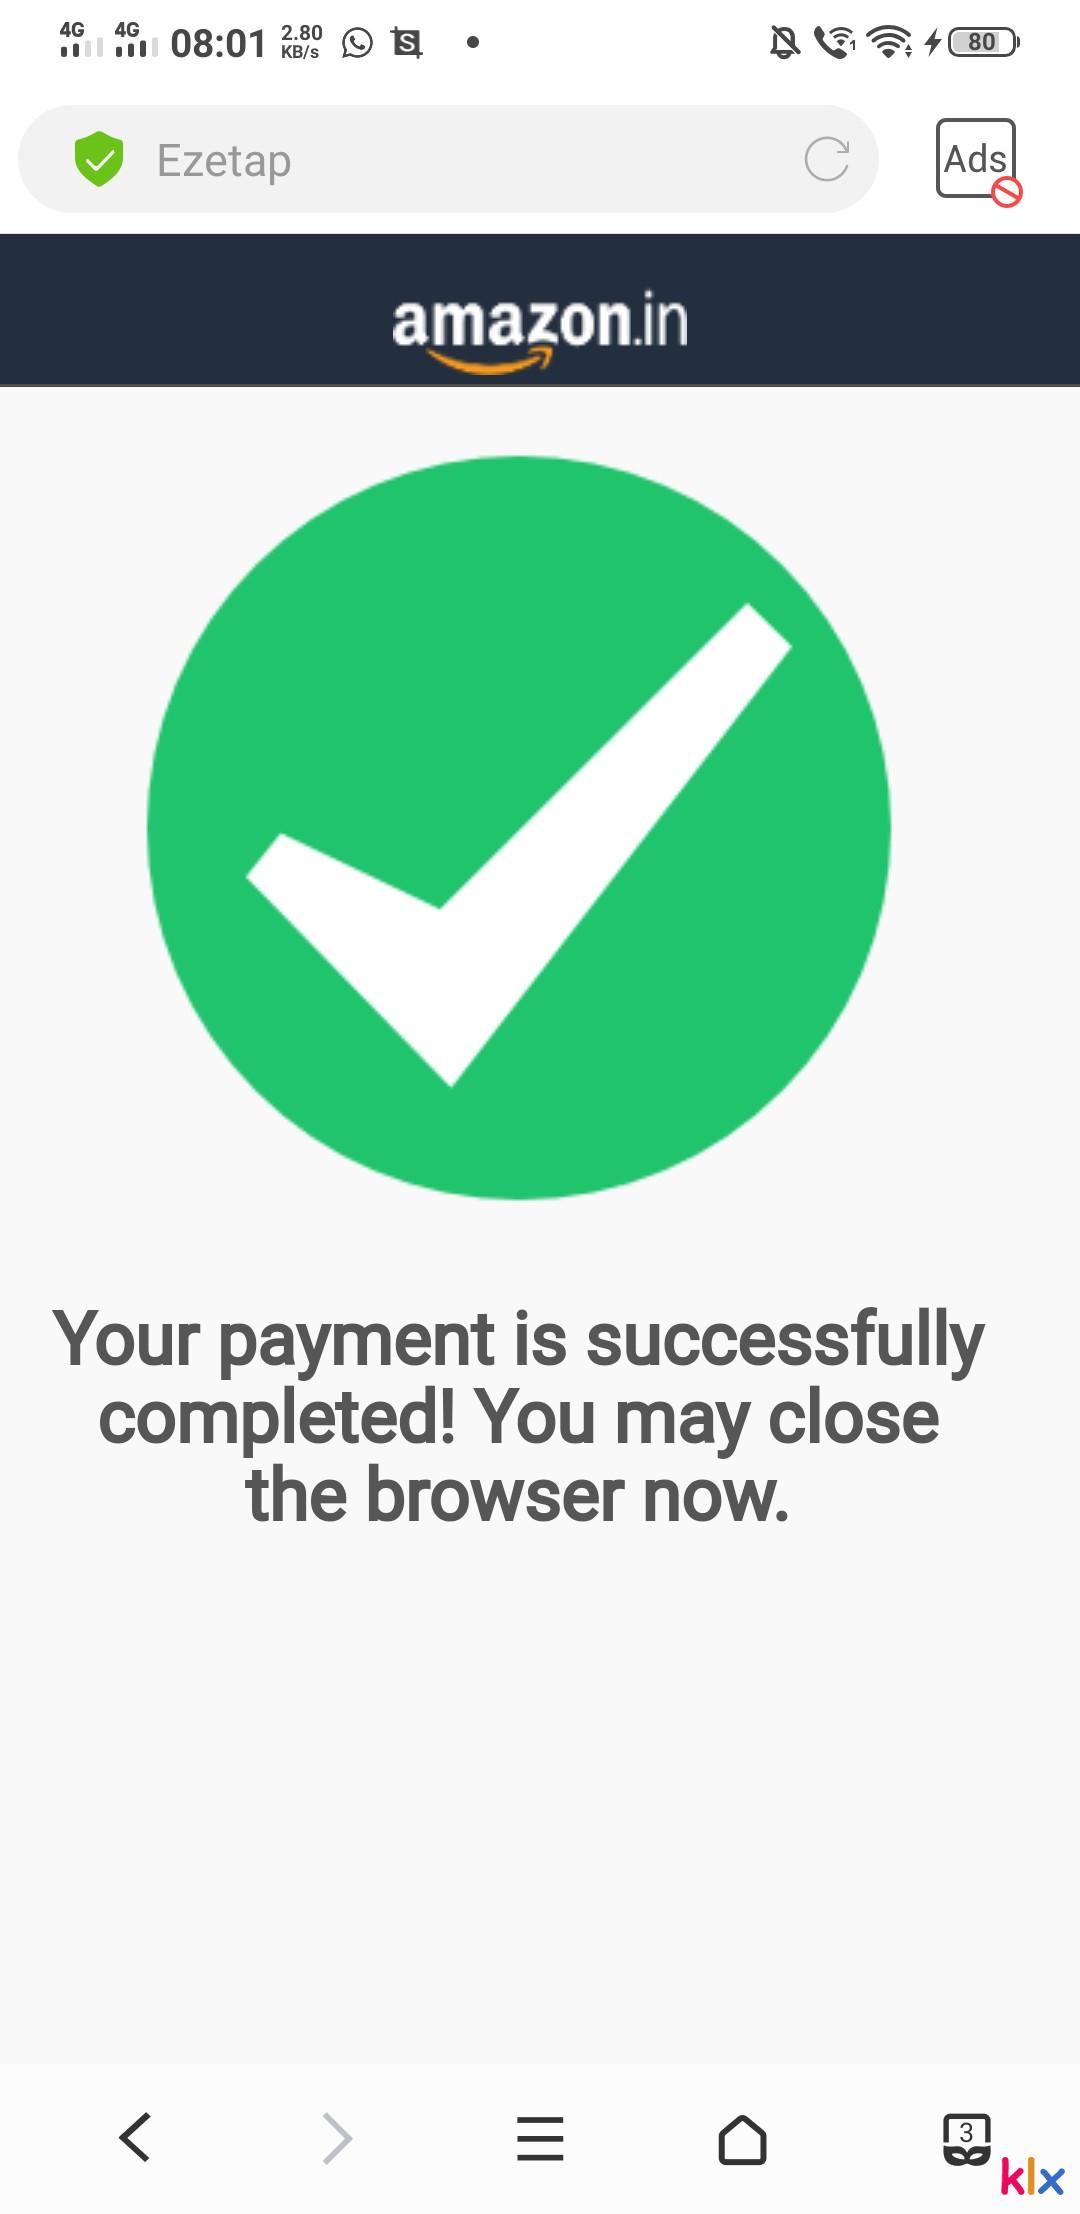 4G 4G 08:01 2.80 KB/s 1 80
Ezetap
Ads
amazon.in
Your payment is successfully
completed! You may close
the browser now.
3
klx